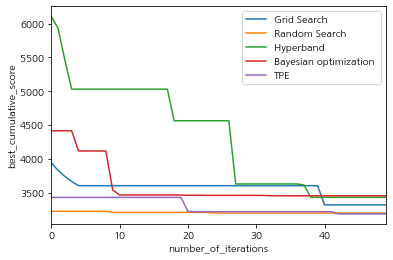 Grid Search
Random Search
Hyperband
Bayesian optimization
TPE
best_cumulative_score
6000
5500
5000
4500
4000
3500
0
10
20
30
40
number_of_iterations